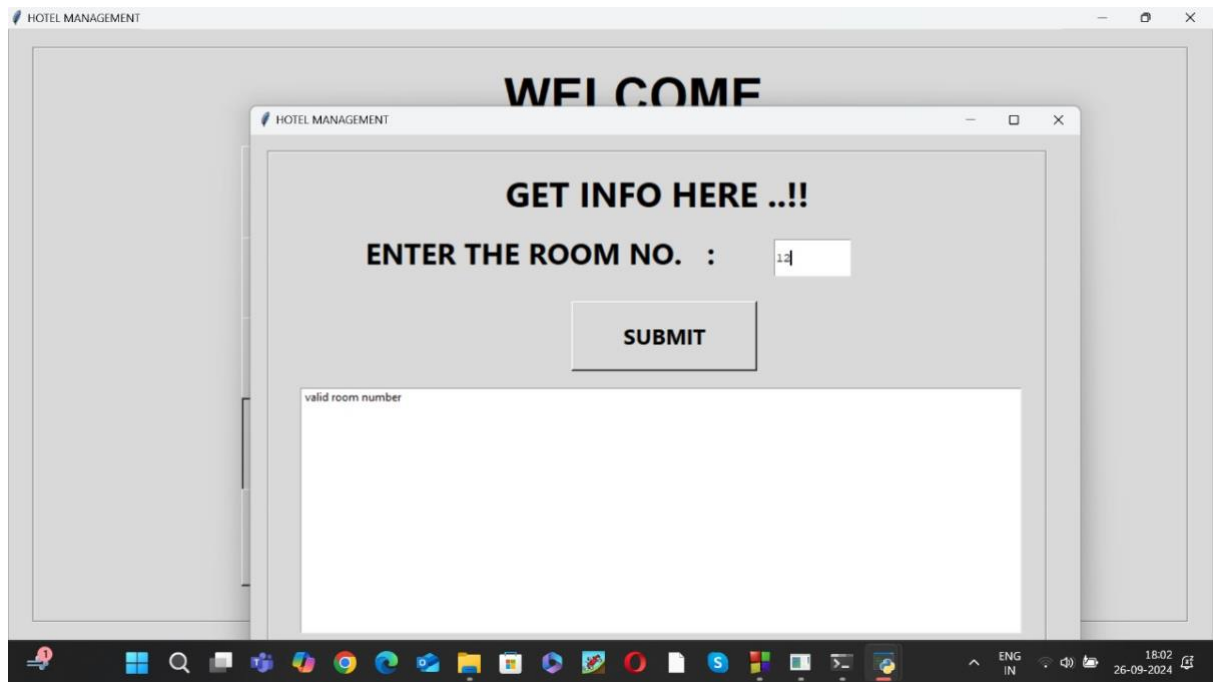 HOTEL MANAGEMENT
WELCOME
HOTEL MANAGEMENT
GET INFO HERE ..!!
ENTER THE ROOM NO. :
12
SUBMIT
valid room number
1
S
ENG
IN
18:02
26-09-2024